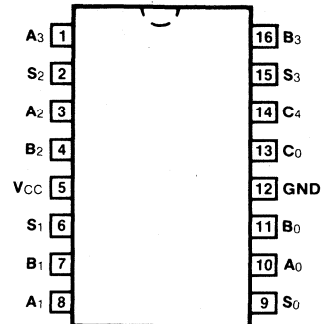 A3 1 16 B3
S2 2 15 S3
A2 3 14 C4
B2 4 13 C0
VCC 5 12 GND
S1 6 11 B0
B1 7 10 A0
A1 8 9 S0